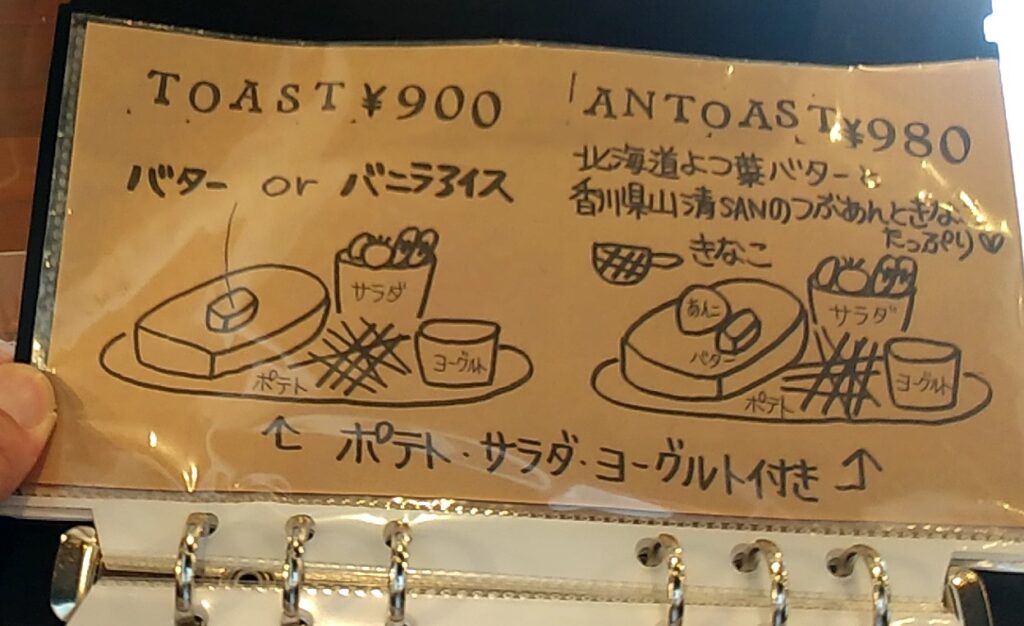 TOAST ¥900
バター or バニラアイス
サラダ
ヨーグルト
ポテト
ANTOAST ¥980
北海道よつ葉バターと
香川県山清SANのつぶあんときな
たっぷり♡
きなこ
あんこ
バター
サラダ
ヨーグルト
ポテト
↑ ポテト・サラダ・ヨーグルト付き ↑